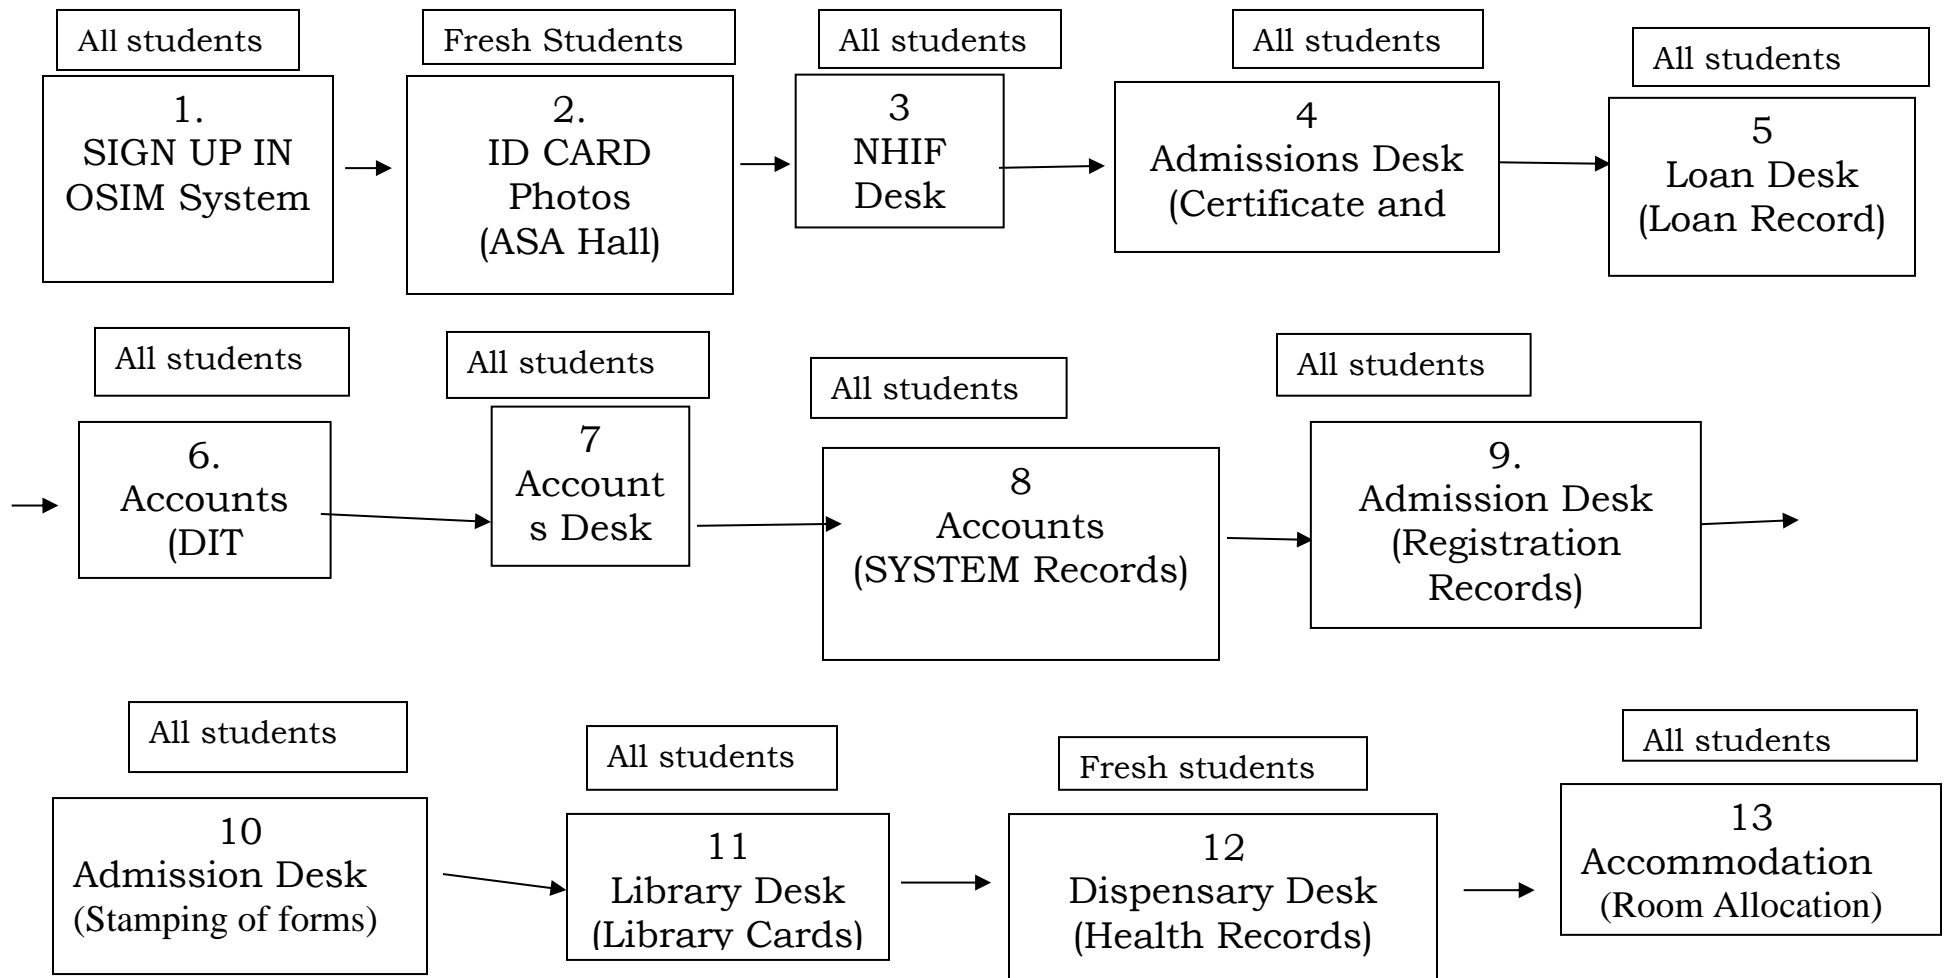 All students
Fresh Students
All students
All students
All students
1.
SIGN UP IN
OSIM System
2.
ID CARD
Photos
(ASA Hall)
3
NHIF
Desk
4
Admissions Desk
(Certificate and
5
Loan Desk
(Loan Record)
All students
All students
All students
All students
6.
Accounts
(DIT
7
Account
s Desk
8
Accounts
(SYSTEM Records)
9.
Admission Desk
(Registration
Records)
All students
All students
Fresh students
All students
10
Admission Desk
(Stamping of forms)
11
Library Desk
(Library Cards)
12
Dispensary Desk
(Health Records)
13
Accommodation
(Room Allocation)